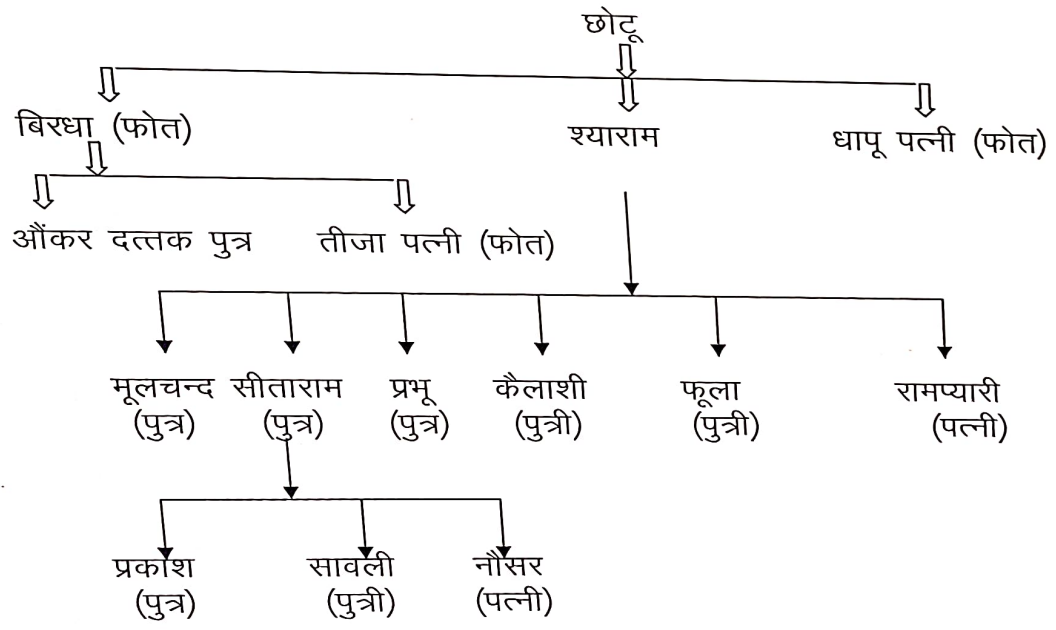 छोटू
बिरधा (फोत) श्याराम धापू पत्नी (फोत)
औंकर दत्तक पुत्र तीजा पत्नी (फोत)
मूलचन्द सीताराम प्रभू कैलाशी फूला रामप्यारी
(पुत्र) (पुत्र) (पुत्र) (पुत्री) (पुत्री) (पत्नी)
प्रकाश सावली नौसर
(पुत्र) (पुत्री) (पत्नी)